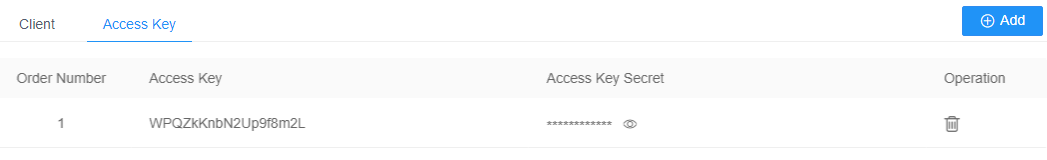 Client Access Key Add
Order Number Access Key Access Key Secret Operation
1 WPQZkKnbN2Up9f8m2L ************